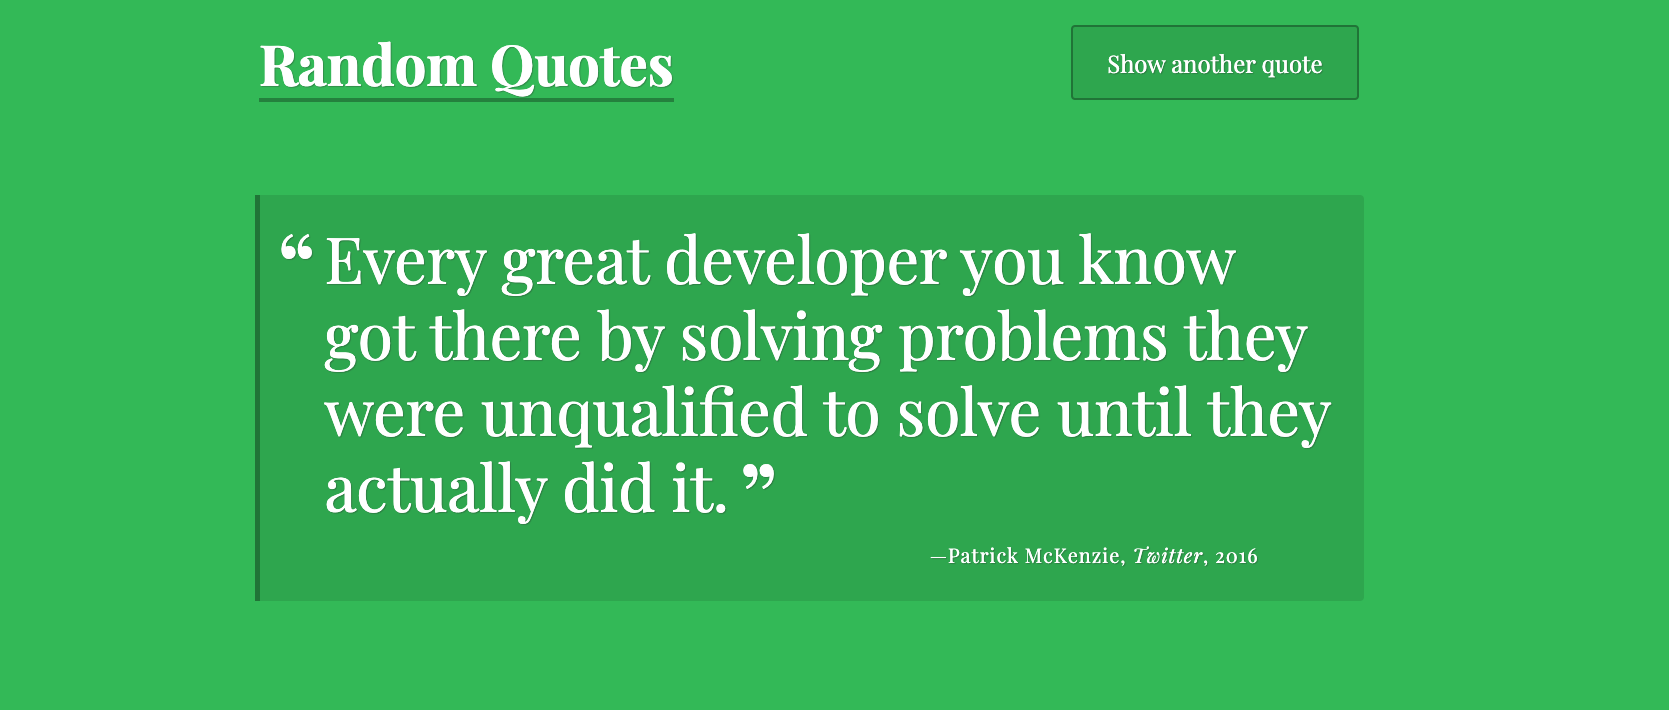 Random Quotes
Show another quote
“Every great developer you know
got there by solving problems they
were unqualified to solve until they
actually did it.”
—Patrick McKenzie, Twitter, 2016